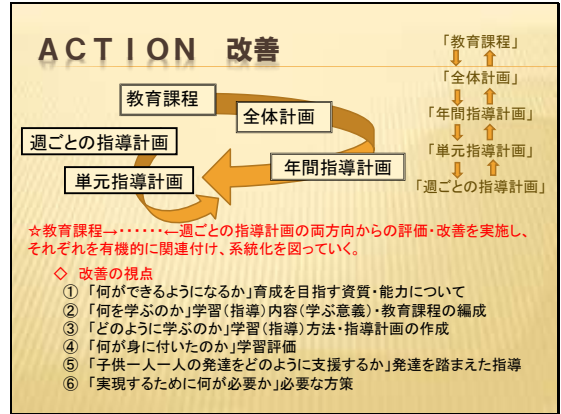 ACTION 改善
「教育課程」
「全体計画」
「年間指導計画」
「単元指導計画」
「週ごとの指導計画」
教育課程
全体計画
週ごとの指導計画
年間指導計画
単元指導計画
☆教育課程→・・・・・・←週ごとの指導計画の両方向からの評価・改善を実施し、
それぞれを有機的に関連付け、系統化を図っていく。
◇ 改善の視点
① 「何ができるようになるか」育成を目指す資質・能力について
② 「何を学ぶのか」学習(指導)内容(学ぶ意義)・教育課程の編成
③ 「どのように学ぶのか」学習(指導)方法・指導計画の作成
④ 「何が身に付いたのか」学習評価
⑤ 「子供一人一人の発達をどのように支援するか」発達を踏まえた指導
⑥ 「実現するために何が必要か」必要な方策